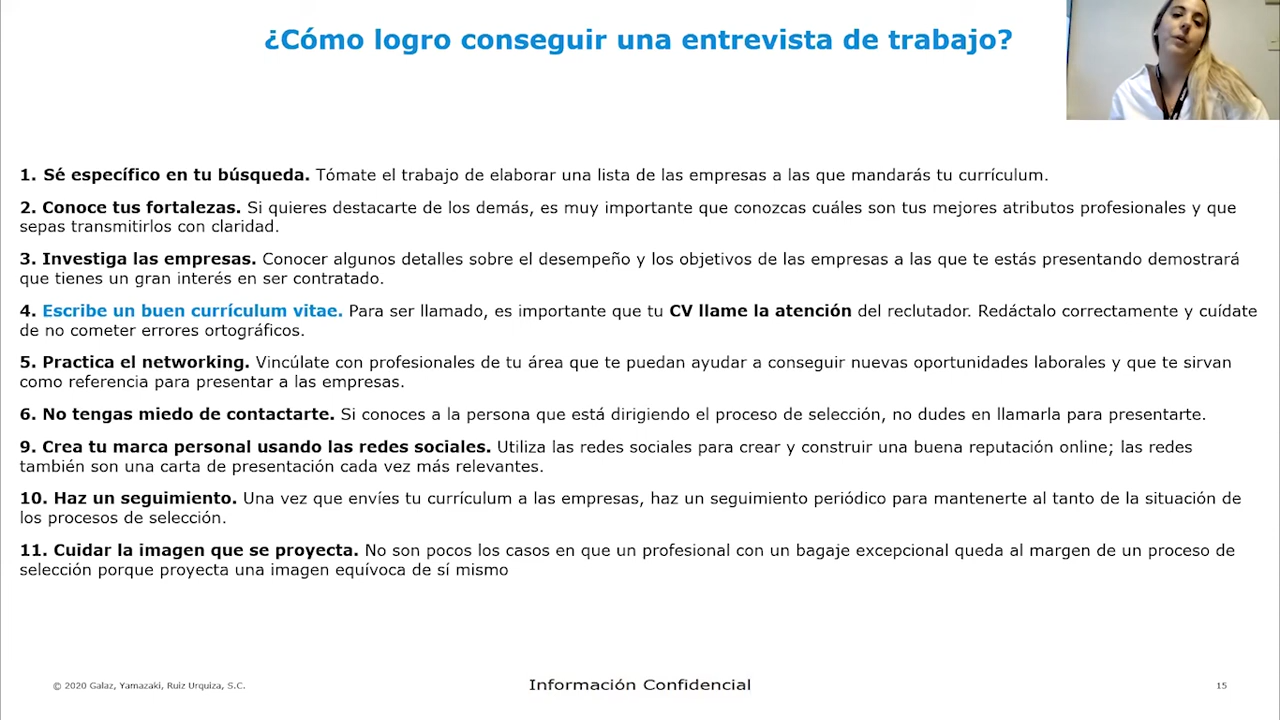 ¿Cómo logro conseguir una entrevista de trabajo?
1. Sé específico en tu búsqueda. Tómate el trabajo de elaborar una lista de las empresas a las que mandarás tu currículum.
2. Conoce tus fortalezas. Si quieres destacarte de los demás, es muy importante que conozcas cuáles son tus mejores atributos profesionales y que
sepas transmitirlos con claridad.
3. Investiga las empresas. Conocer algunos detalles sobre el desempeño y los objetivos de las empresas a las que te estás presentando demostrará
que tienes un gran interés en ser contratado.
4. Escribe un buen currículum vitae. Para ser llamado, es importante que tu CV llame la atención del reclutador. Redáctalo correctamente y cuídate
de no cometer errores ortográficos.
5. Practica el networking. Vincúlate con profesionales de tu área que te puedan ayudar a conseguir nuevas oportunidades laborales y que te sirvan
como referencia para presentar a las empresas.
6. No tengas miedo de contactarte. Si conoces a la persona que está dirigiendo el proceso de selección, no dudes en llamarla para presentarte.
9. Crea tu marca personal usando las redes sociales. Utiliza las redes sociales para crear y construir una buena reputación online; las redes
también son una carta de presentación cada vez más relevantes.
10. Haz un seguimiento. Una vez que envíes tu currículum a las empresas, haz un seguimiento periódico para mantenerte al tanto de la situación de
los procesos de selección.
11. Cuidar la imagen que se proyecta. No son pocos los casos en que un profesional con un bagaje excepcional queda al margen de un proceso de
selección porque proyecta una imagen equívoca de sí mismo
© 2020 Galaz, Yamazaki, Ruiz Urquiza, S.C.
Información Confidencial
15